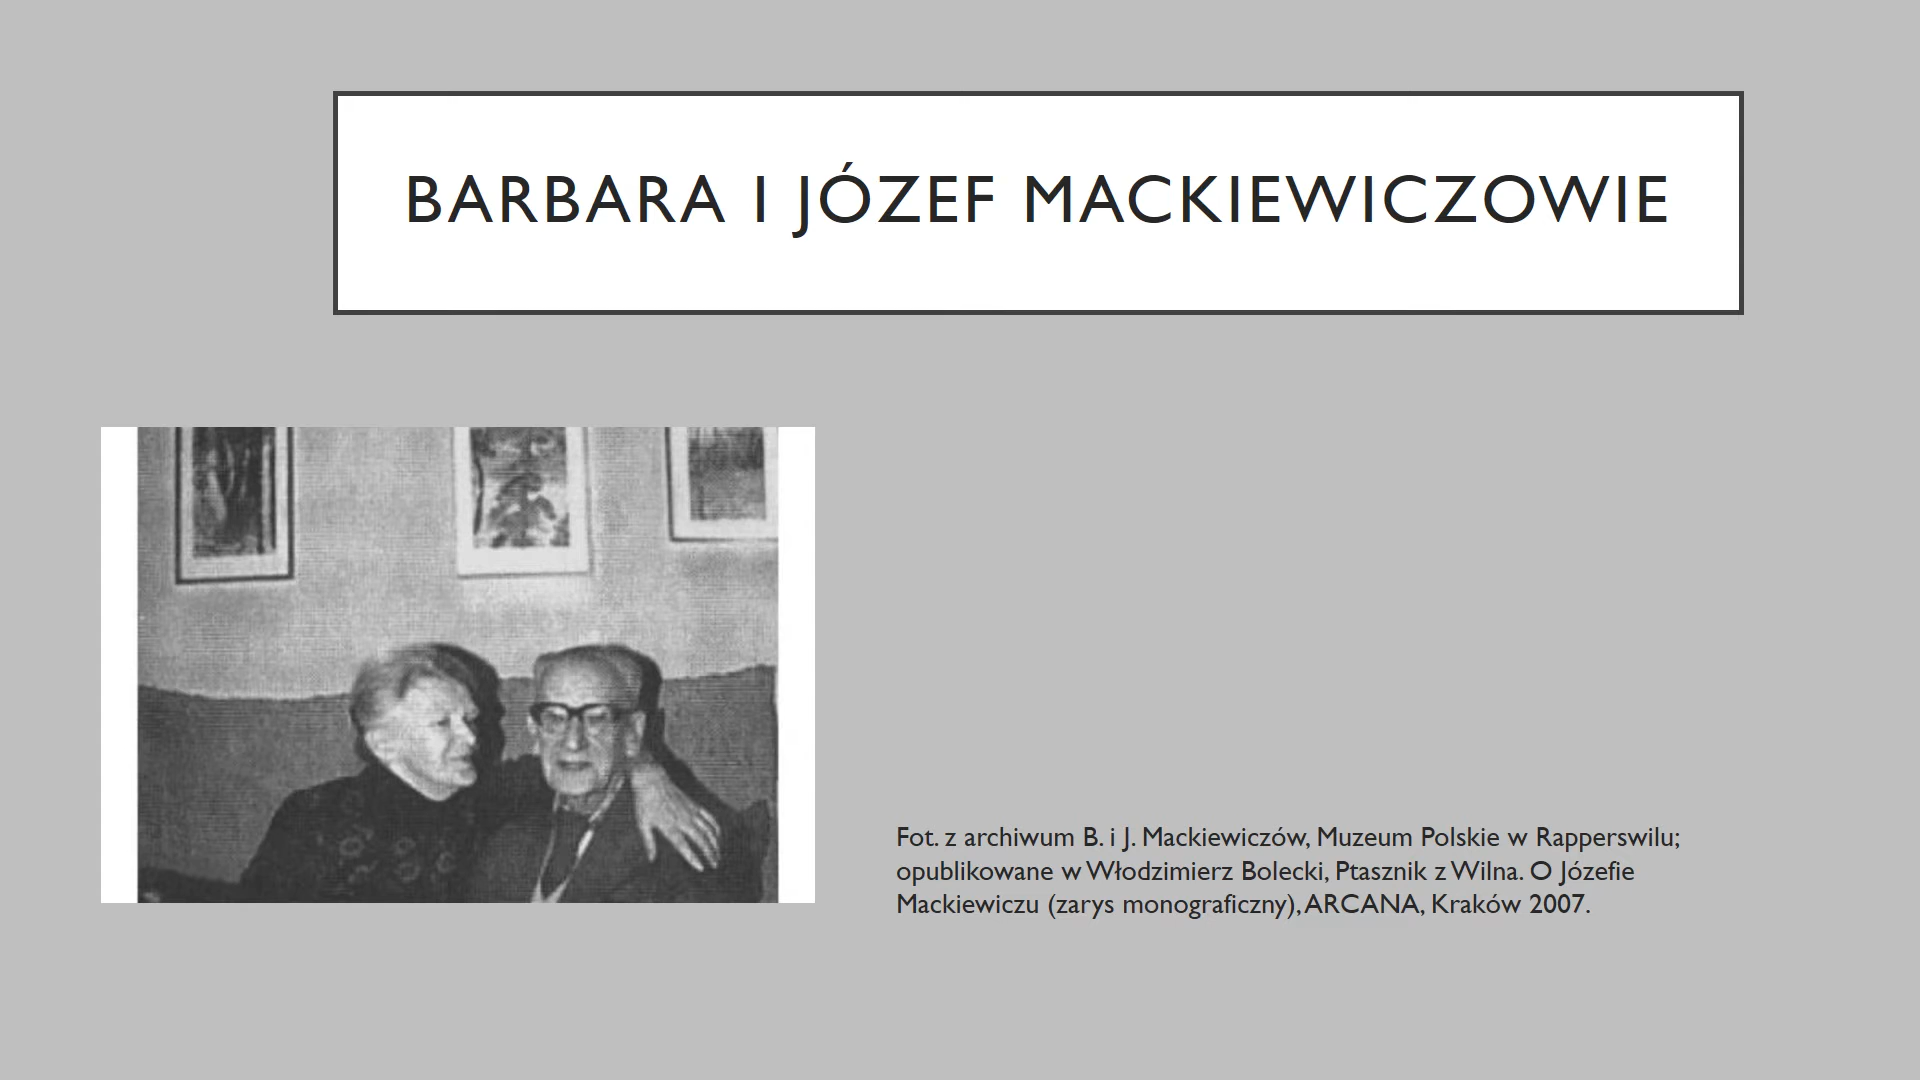 BARBARA I JÓZEF MACKIEWICZOWIE
Fot. z archiwum B. i J. Mackiewiczów, Muzeum Polskie w Rapperswilu;
opublikowane w Włodzimierz Bolecki, Ptasznik z Wilna. O Józefie
Mackiewiczu (zarys monograficzny), ARCANA, Kraków 2007.